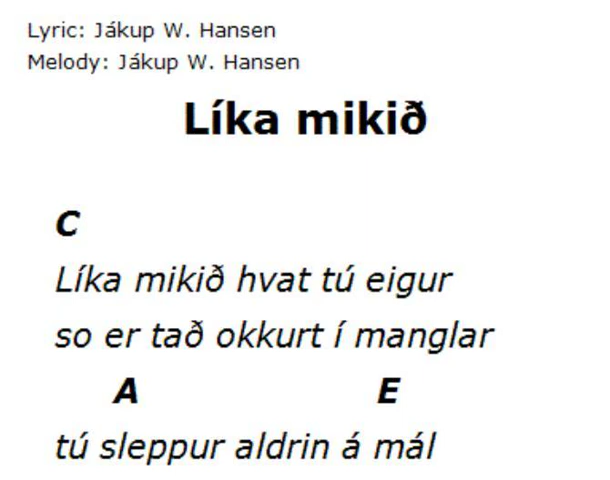 Lyric: Jákup W. Hansen
Melody: Jákup W. Hansen
Líka mikið
C
Líka mikið hvat tú eigur
so er tað okkurt í manglar
A E
tú sleppur aldrin á mál